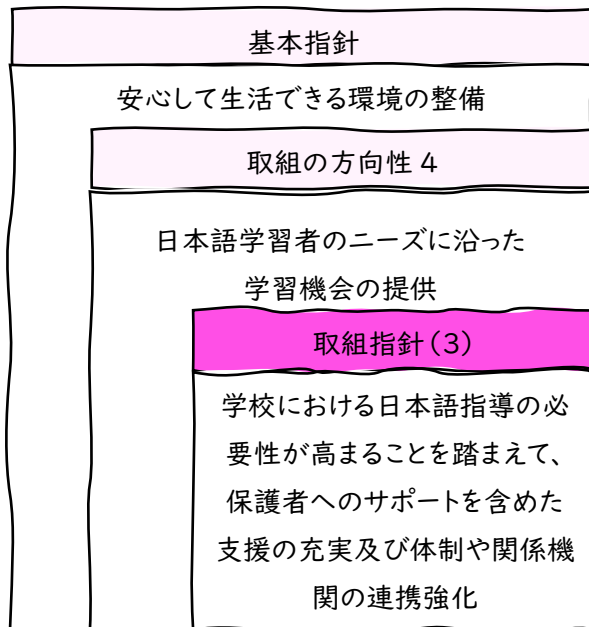 基本指針
安心して生活できる環境の整備
取組の方向性 4
日本語学習者のニーズに沿った
学習機会の提供
取組指針(3)
学校における日本語指導の必
要性が高まることを踏まえて、
保護者へのサポートを含めた
支援の充実及び体制や関係機
関の連携強化